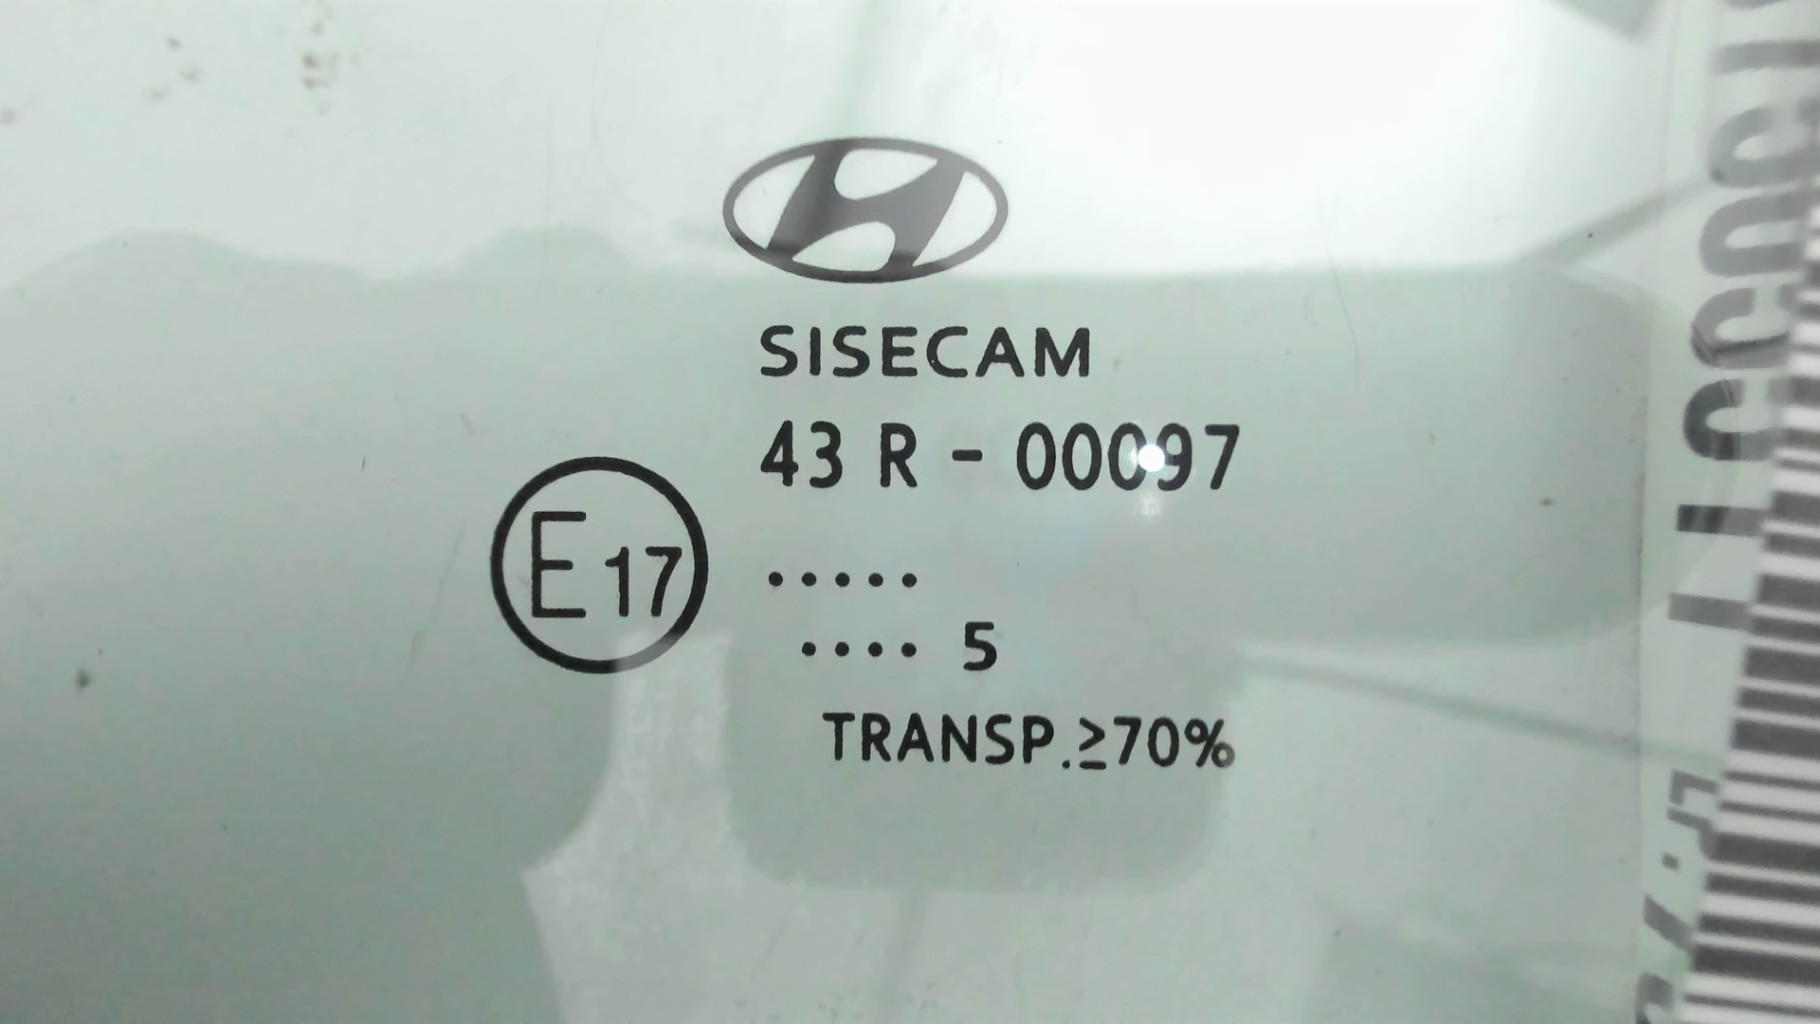 SISECAM
43 R - 00097
E17
.....
.... 5
TRANSP.≥70%